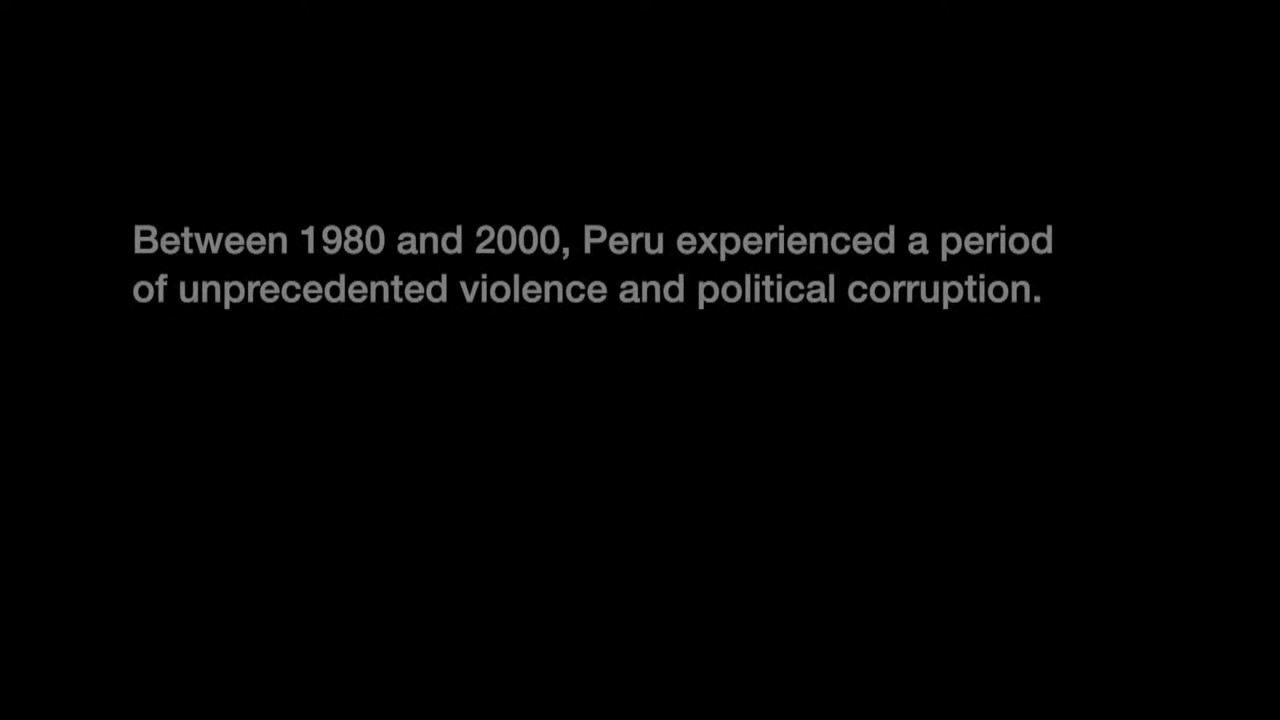 Between 1980 and 2000, Peru experienced a period
of unprecedented violence and political corruption.